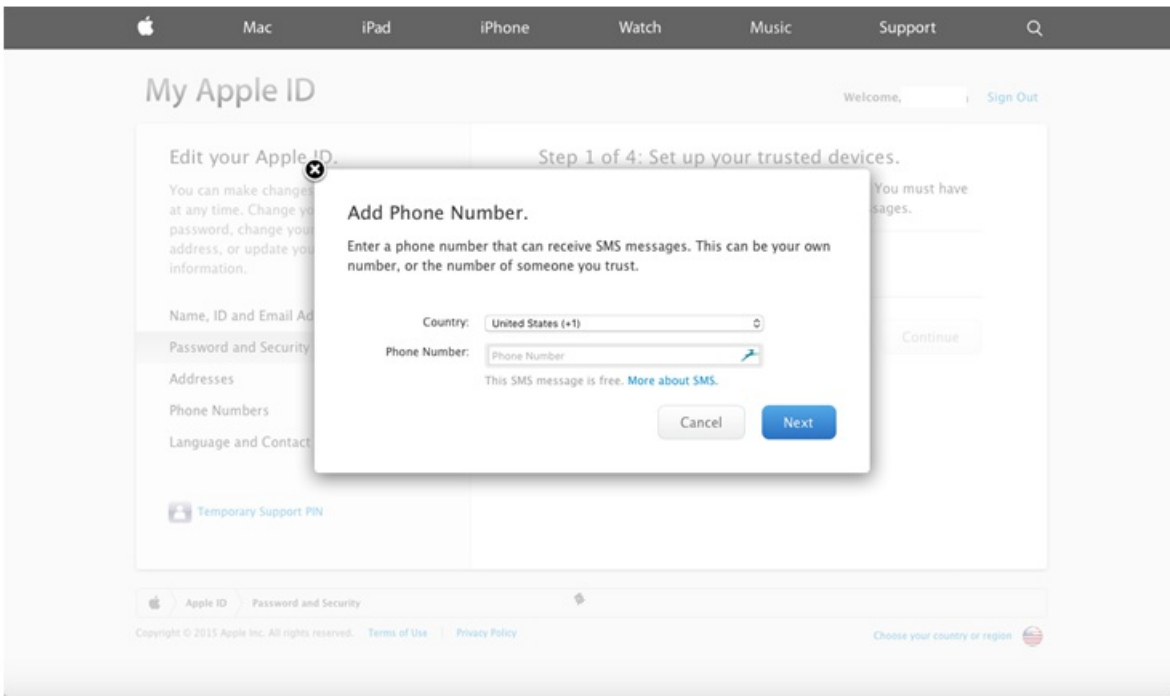 Mac iPad iPhone Watch Music Support
My Apple ID
Welcome, Sign Out
Edit your Apple ID.
You can make changes
at any time. Change yo
password, change your
address, or update you
information.
Name, ID and Email Ad
Password and Security
Addresses
Phone Numbers
Language and Contact
Temporary Support PIN
Step 1 of 4: Set up your trusted devices.
You must have
sages.
Continue
Add Phone Number.
Enter a phone number that can receive SMS messages. This can be your own
number, or the number of someone you trust.
Country: United States (+1)
Phone Number: Phone Number
This SMS message is free. More about SMS.
Cancel Next
Apple ID Password and Security
Copyright © 2015 Apple Inc. All rights reserved. Terms of Use Privacy Policy
Choose your country or region